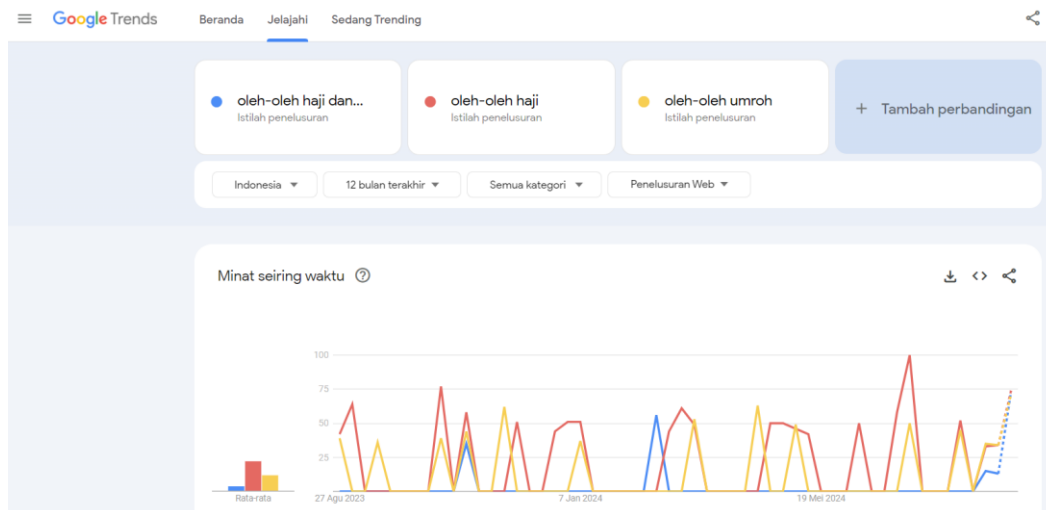 Google Trends
Beranda Jelajahi Sedang Trending
oleh-oleh haji dan...
Istilah penelusuran
oleh-oleh haji
Istilah penelusuran
oleh-oleh umroh
Istilah penelusuran
+ Tambah perbandingan
Indonesia
12 bulan terakhir
Semua kategori
Penelusuran Web
Minat seiring waktu
100
75
50
25
Rata-rata
27 Agu 2023
7 Jan 2024
19 Mei 2024